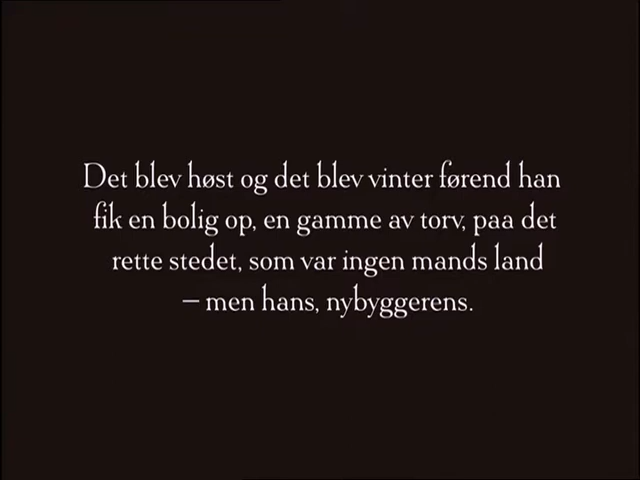 Det blev høst og det blev vinter førend han
fik en bolig op, en gamme av torv, paa det
rette stedet, som var ingen mands land
– men hans, nybyggerens.